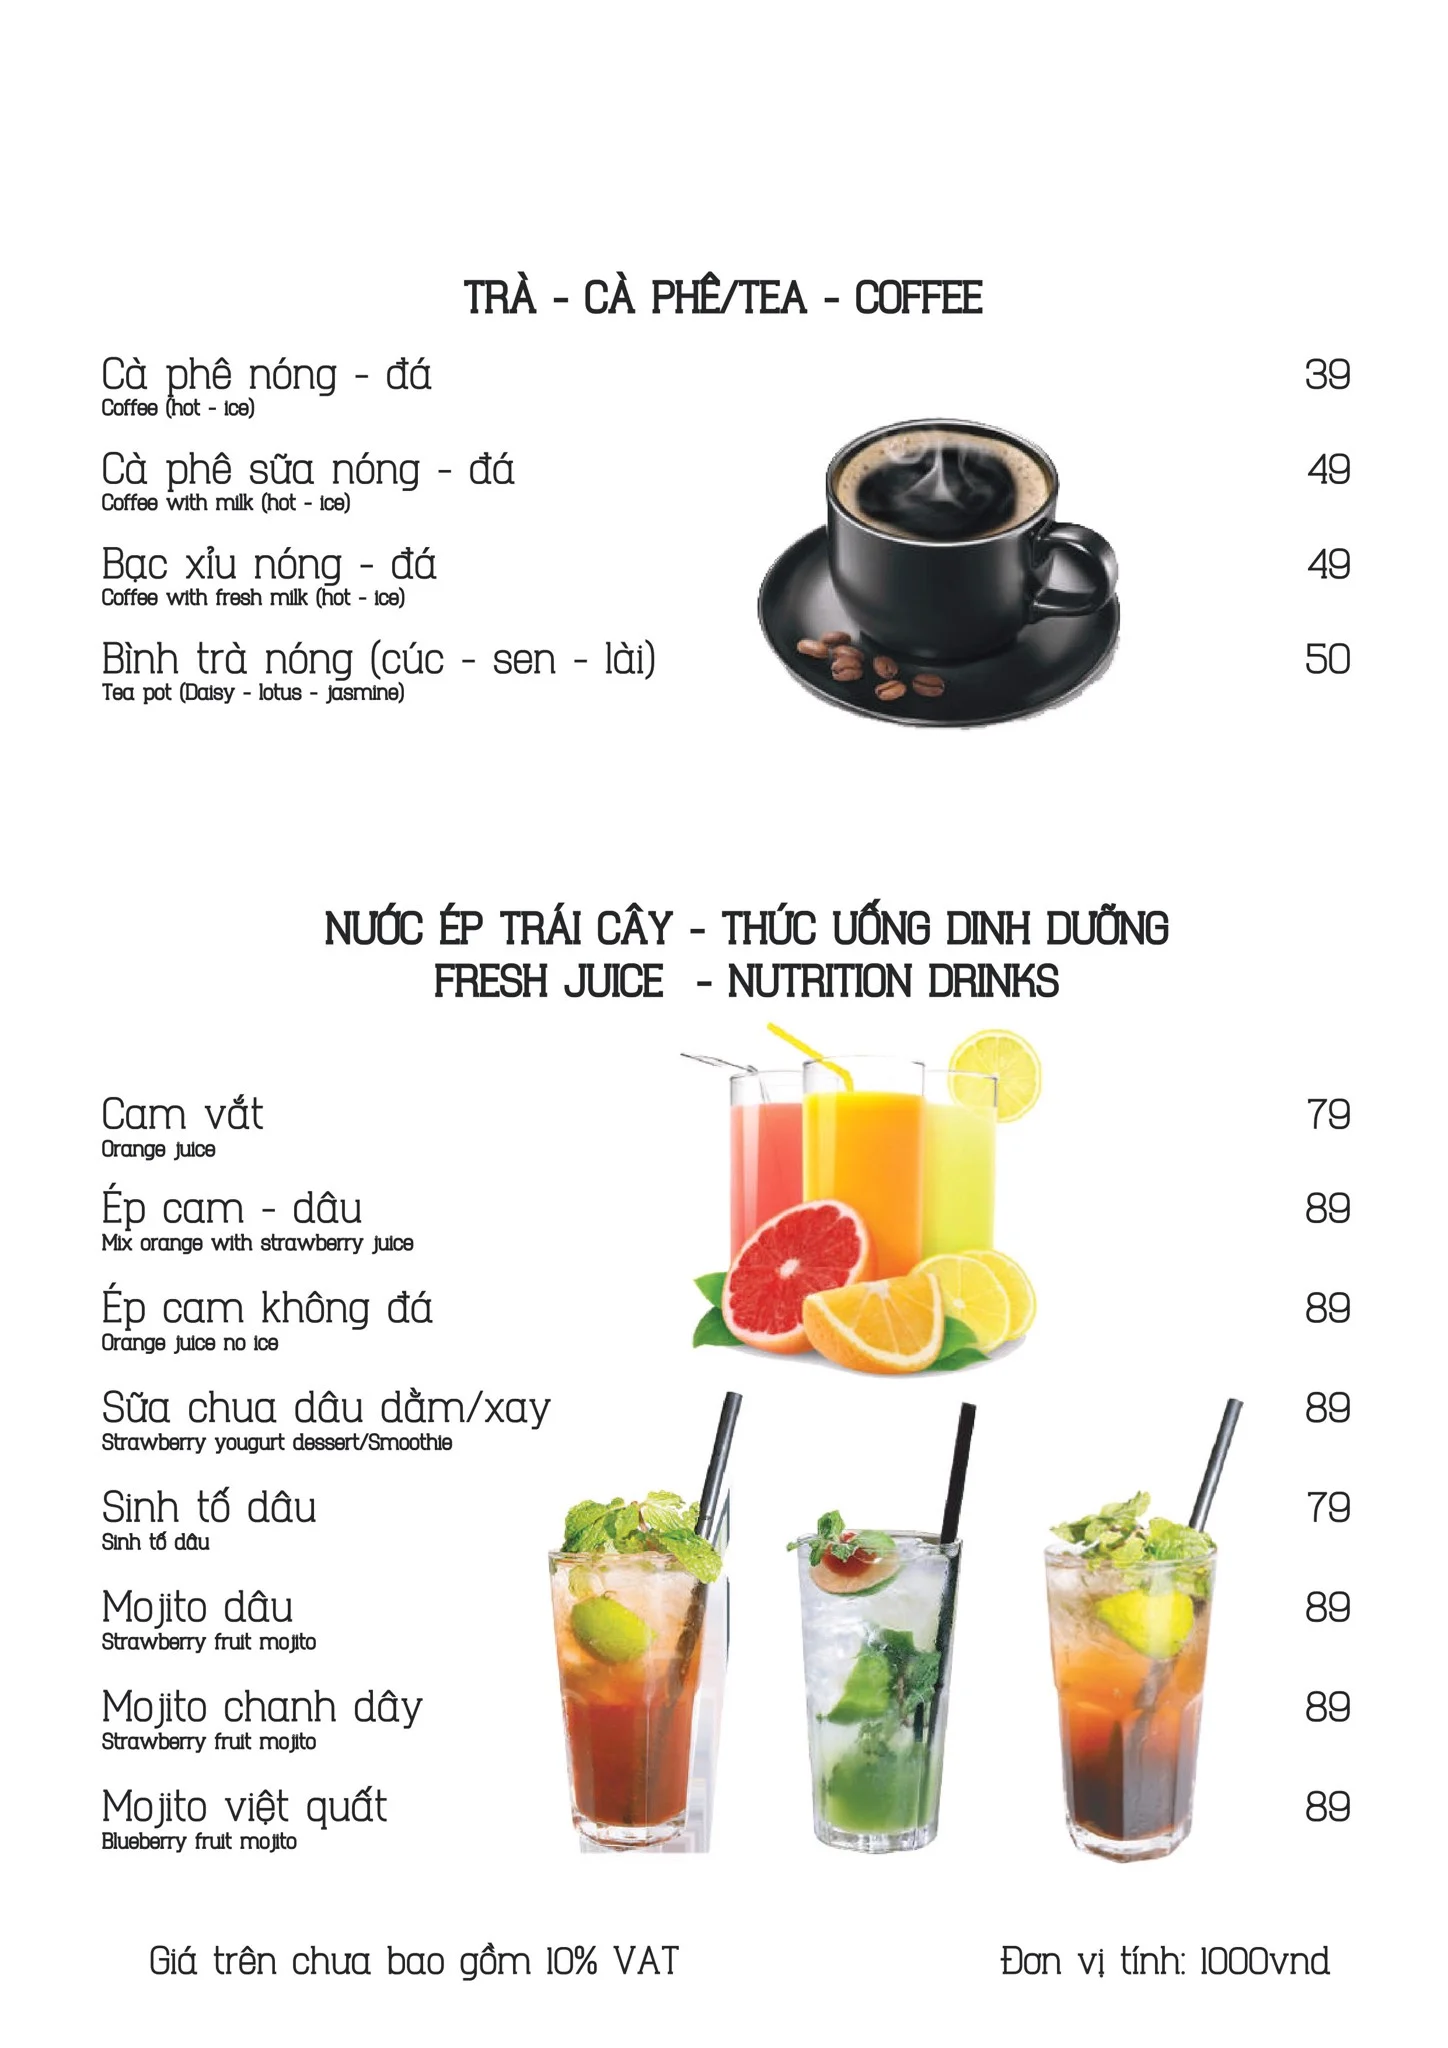 TRÀ - CÀ PHÊ/TEA - COFFEE
Cà phê nóng - đá 39
Coffee (hot - ice)
Cà phê sữa nóng - đá 49
Coffee with milk (hot - ice)
Bạc xỉu nóng - đá 49
Coffee with fresh milk (hot - ice)
Bình trà nóng (cúc - sen - lài) 50
Tea pot (Daisy - lotus - jasmine)
NƯỚC ÉP TRÁI CÂY - THỨC UỐNG DINH DƯỠNG
FRESH JUICE - NUTRITION DRINKS
Cam vắt 79
Orange juice
Ép cam - dâu 89
Mix orange with strawberry juice
Ép cam không đá 89
Orange juice no ice
Sữa chua dâu dằm/xay 89
Strawberry yougurt dessert/Smoothie
Sinh tố dâu 79
Sinh tố dâu
Mojito dâu 89
Strawberry fruit mojito
Mojito chanh dây 89
Strawberry fruit mojito
Mojito việt quất 89
Blueberry fruit mojito
Giá trên chưa bao gồm 10% VAT Đơn vị tính: 1000vnd